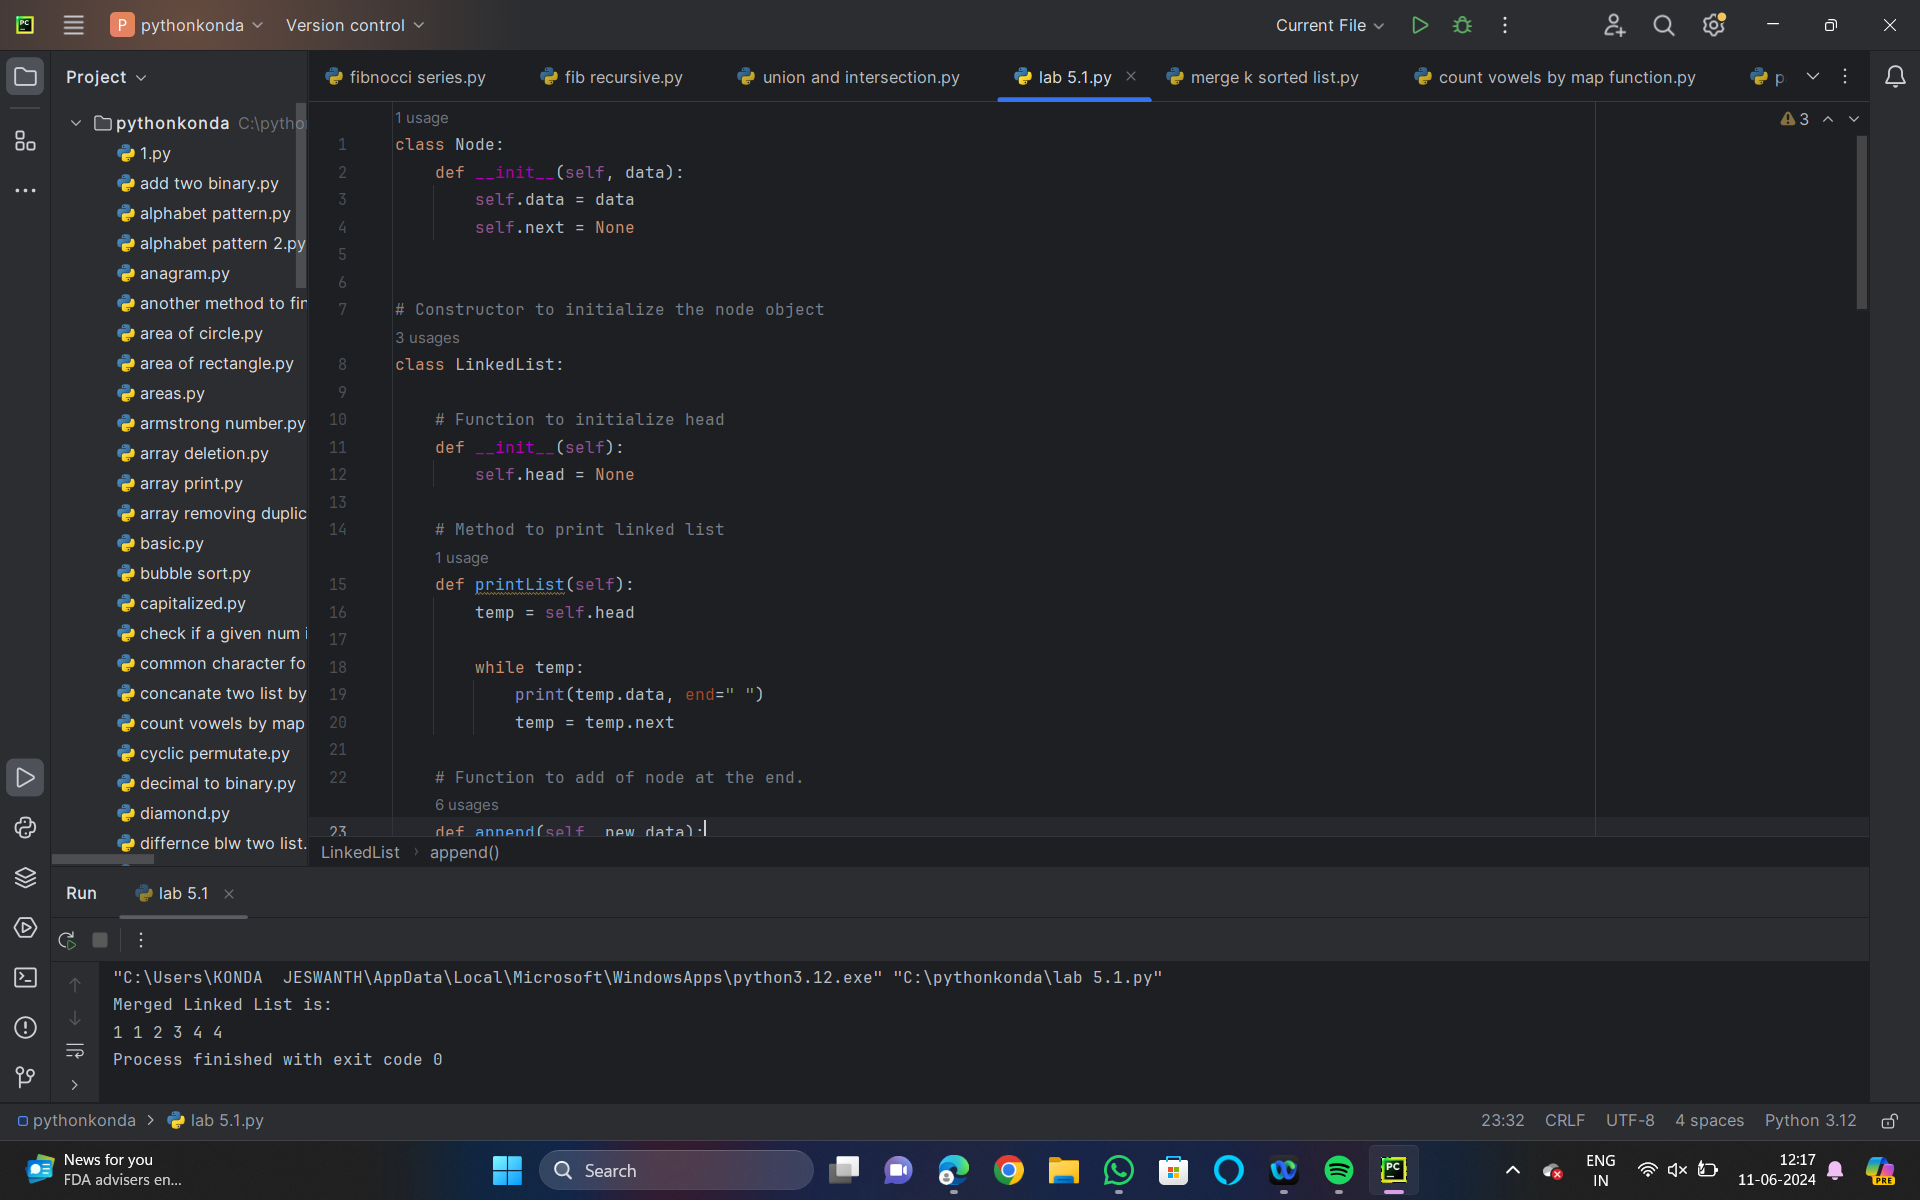 PC
P pythonkonda Version control Current File
Project fibnocci series.py fib recursive.py union and intersection.py lab 5.1.py merge k sorted list.py count vowels by map function.py p
pythonkonda C:\pytho
1.py
add two binary.py
alphabet pattern.py
alphabet pattern 2.py
anagram.py
another method to fin
area of circle.py
area of rectangle.py
areas.py
armstrong number.py
array deletion.py
array print.py
array removing duplic
basic.py
bubble sort.py
capitalized.py
check if a given num i
common character fo
concanate two list by
count vowels by map
cyclic permutate.py
decimal to binary.py
diamond.py
differnce blw two list.
3
1 usage
1 class Node:
2 def __init__(self, data):
3 self.data = data
4 self.next = None
5
6
7 # Constructor to initialize the node object
3 usages
8 class LinkedList:
9
10 # Function to initialize head
11 def __init__(self):
12 self.head = None
13
14 # Method to print linked list
1 usage
15 def printList(self):
16 temp = self.head
17
18 while temp:
19 print(temp.data, end=" ")
20 temp = temp.next
21
22 # Function to add of node at the end.
6 usages
23 def append(self, new_data):
LinkedList append()
Run lab 5.1
"C:\Users\KONDA  JESWANTH\AppData\Local\Microsoft\WindowsApps\python3.12.exe" "C:\pythonkonda\lab 5.1.py"
Merged Linked List is:
1 1 2 3 4 4
Process finished with exit code 0
pythonkonda lab 5.1.py 23:32 CRLF UTF-8 4 spaces Python 3.12
News for you
FDA advisers en...
Search
PC
ENG
IN
12:17
11-06-2024
PRE